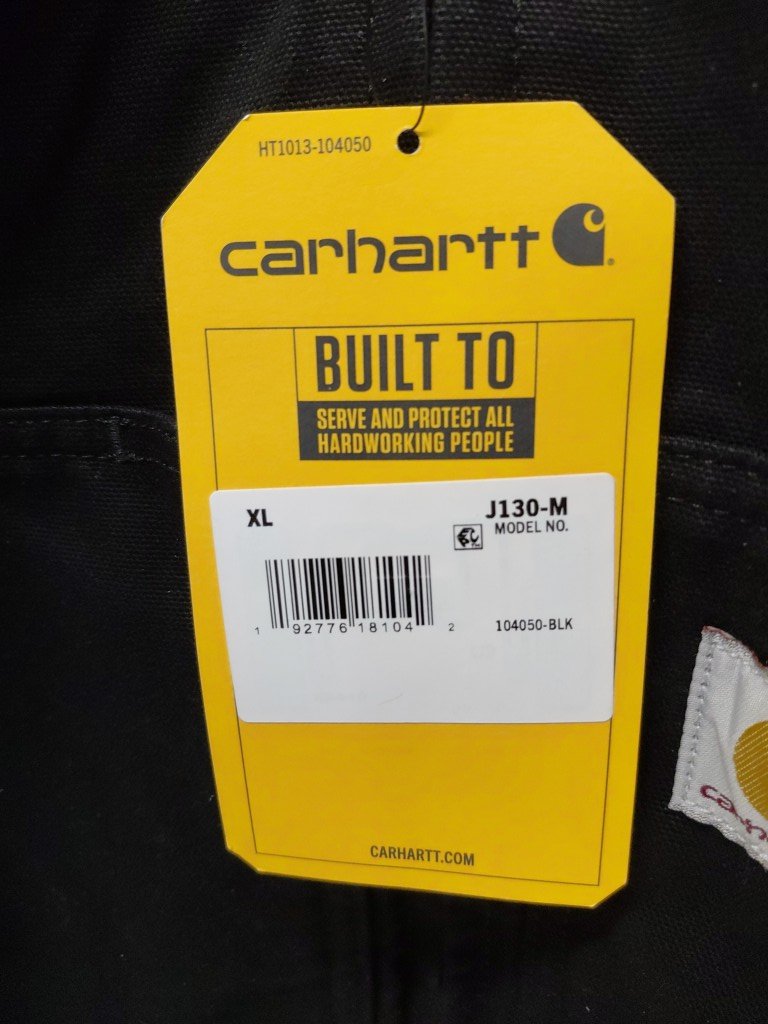 HT1013-104050
carhartt
BUILT TO
SERVE AND PROTECT ALL
HARDWORKING PEOPLE
XL
J130-M
MODEL NO.
1 92776 18104 2
104050-BLK
CARHARTT.COM